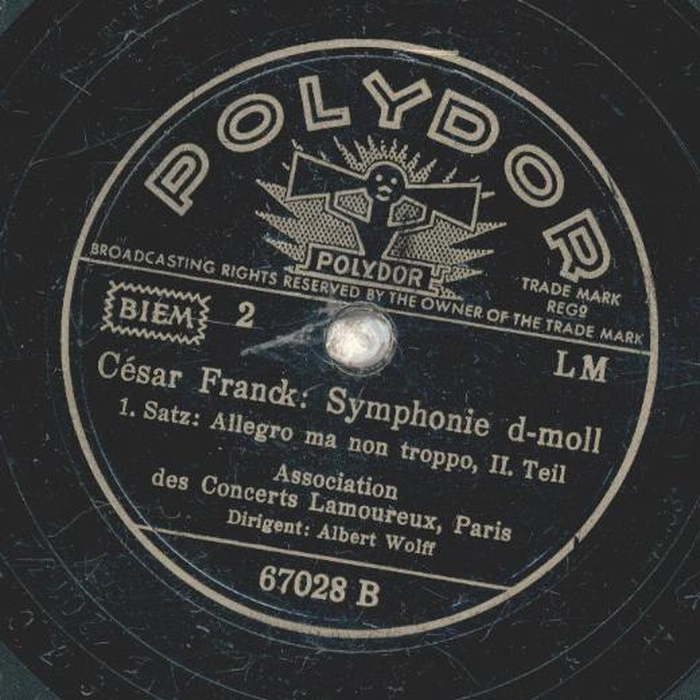 POLYDOR
POLYDOR
TRADE MARK
REGD
BROADCASTING RIGHTS RESERVED BY THE OWNER OF THE TRADE MARK
BIEM 2
LM
César Franck: Symphonie d-moll
1. Satz: Allegro ma non troppo, II. Teil
Association
des Concerts Lamoureux, Paris
Dirigent: Albert Wolff
67028 B